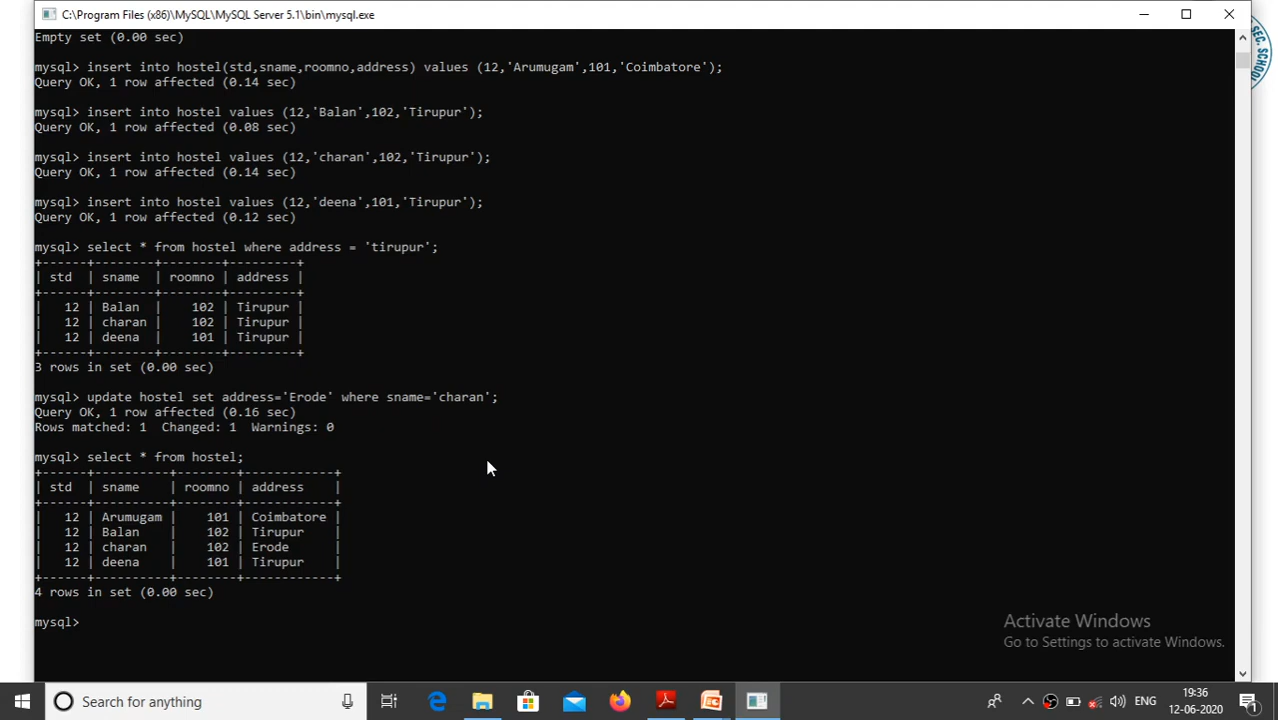 C:\Program Files (x86)\MySQL\MySQL Server 5.1\bin\mysql.exe
Empty set (0.00 sec)
mysql> insert into hostel(std,sname,roomno,address) values (12,'Arumugam',101,'Coimbatore');
Query OK, 1 row affected (0.14 sec)
mysql> insert into hostel values (12,'Balan',102,'Tirupur');
Query OK, 1 row affected (0.08 sec)
mysql> insert into hostel values (12,'charan',102,'Tirupur');
Query OK, 1 row affected (0.14 sec)
mysql> insert into hostel values (12,'deena',101,'Tirupur');
Query OK, 1 row affected (0.12 sec)
mysql> select * from hostel where address = 'tirupur';
+------+--------+--------+---------+
| std  | sname  | roomno | address |
+------+--------+--------+---------+
|   12 | Balan  |    102 | Tirupur |
|   12 | charan |    102 | Tirupur |
|   12 | deena  |    101 | Tirupur |
+------+--------+--------+---------+
3 rows in set (0.00 sec)
mysql> update hostel set address='Erode' where sname='charan';
Query OK, 1 row affected (0.16 sec)
Rows matched: 1  Changed: 1  Warnings: 0
mysql> select * from hostel;
+------+----------+--------+------------+
| std  | sname    | roomno | address    |
+------+----------+--------+------------+
|   12 | Arumugam |    101 | Coimbatore |
|   12 | Balan    |    102 | Tirupur    |
|   12 | charan   |    102 | Erode      |
|   12 | deena    |    101 | Tirupur    |
+------+----------+--------+------------+
4 rows in set (0.00 sec)
mysql>
SEC. SCHOOL
Activate Windows
Go to Settings to activate Windows.
Search for anything
ENG
19:36
12-06-2020
1